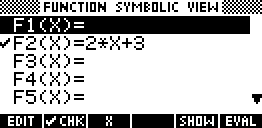 FUNCTION SYMBOLIC VIEW
F1(X)=
✓F2(X)=2*X+3
F3(X)=
F4(X)=
F5(X)=
EDIT ✓CHK X SHOW EVAL